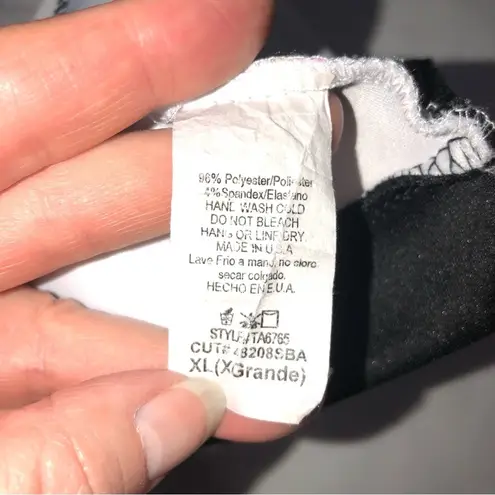 96% Polyester/Poliester
4% Spandex/Elastano
HAND WASH COLD
DO NOT BLEACH
HANG OR LINE DRY
MADE IN U.S.A
Lave Frio a mano, no cloro
secar colgado.
HECHO EN E.U.A.
STYLE#TA6765
CUT# 48208SBA
XL(XGrande)